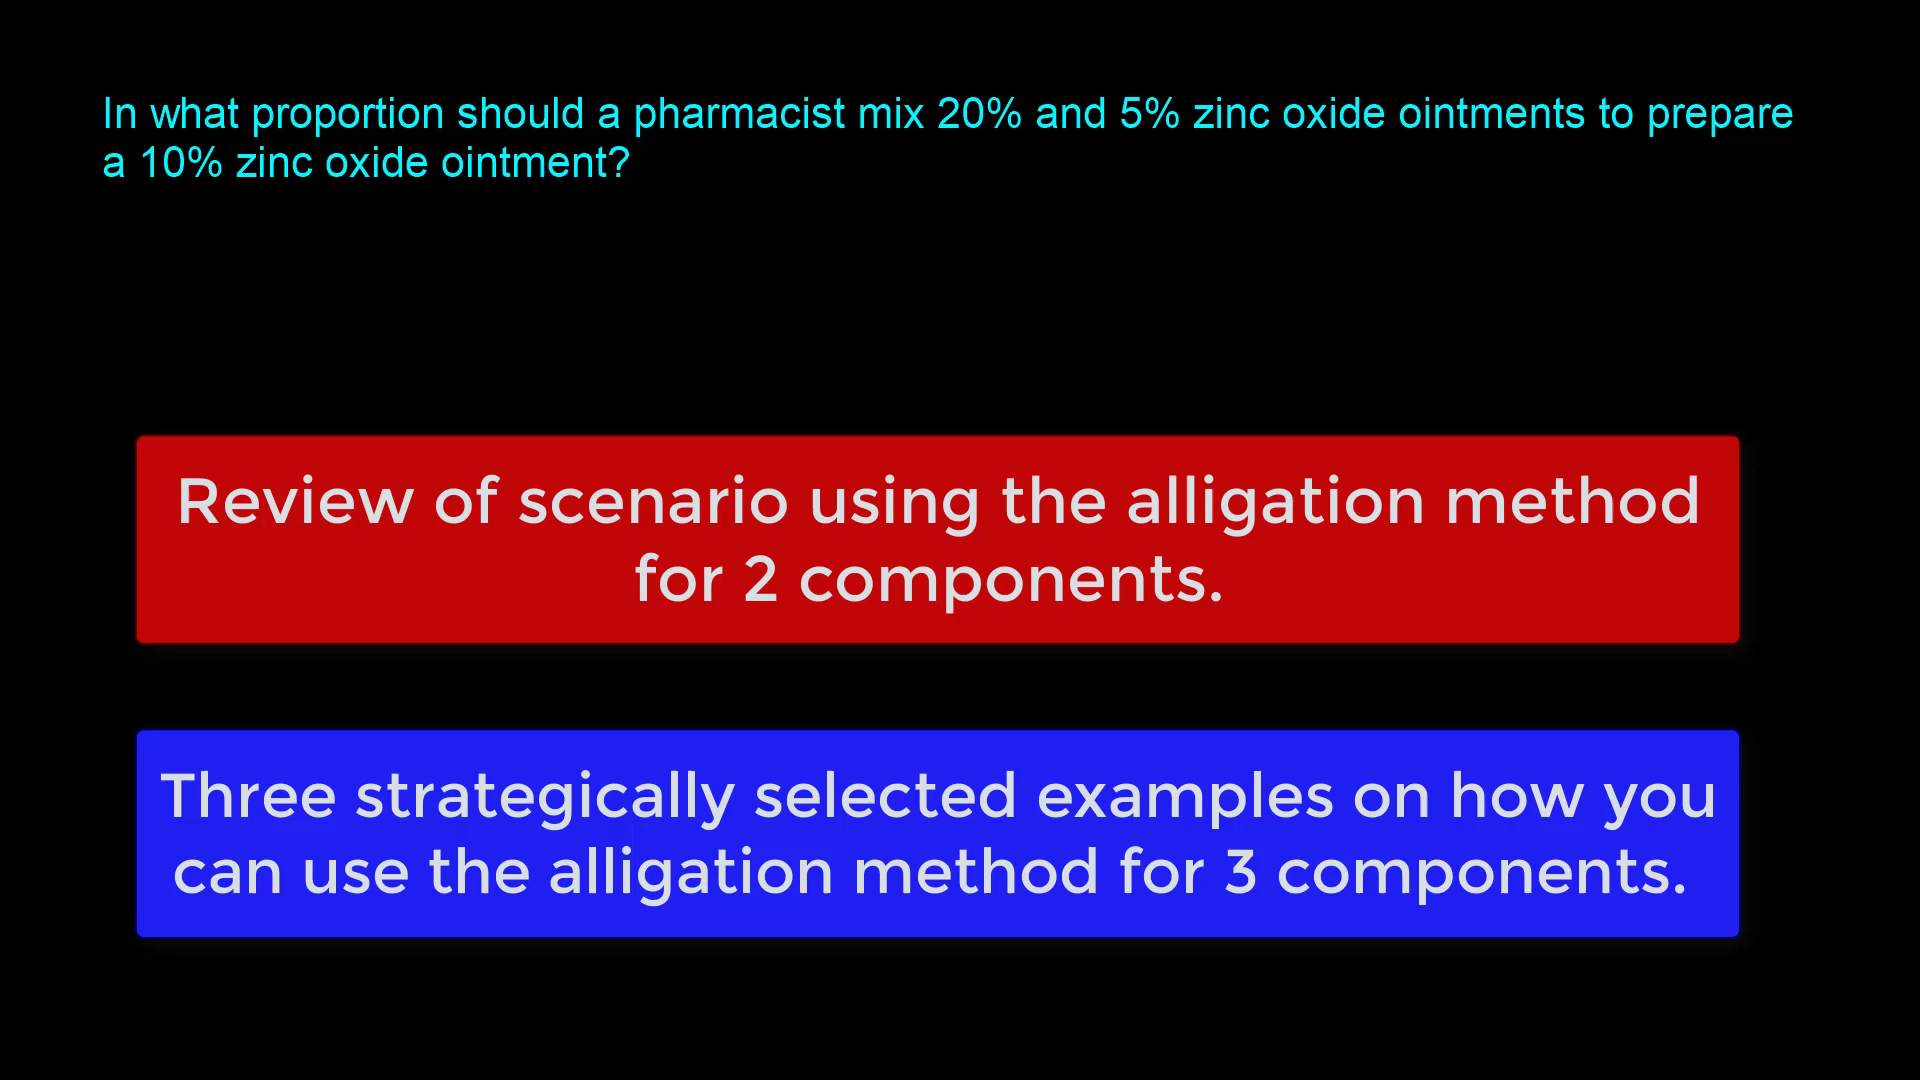 In what proportion should a pharmacist mix 20% and 5% zinc oxide ointments to prepare
a 10% zinc oxide ointment?
Review of scenario using the alligation method
for 2 components.
Three strategically selected examples on how you
can use the alligation method for 3 components.